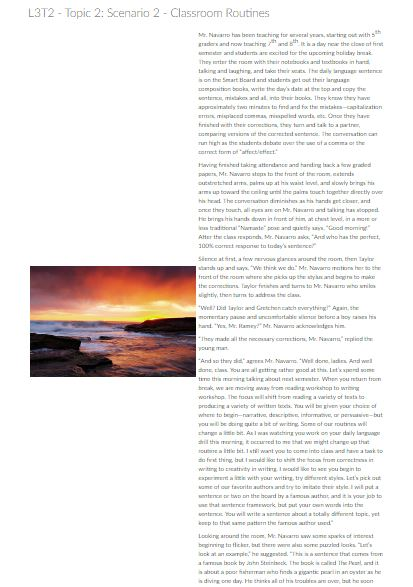 L3T2 - Topic 2: Scenario 2 - Classroom Routines
Mr. Navarro has been teaching for several years, starting out with 5th
graders and now teaching 7th and 8th. It is a day near the close of first
semester and students are excited for the upcoming holiday break.
They enter the room with their notebooks and textbooks in hand,
talking and laughing, and take their seats. The daily language sentence
is on the Smart Board and students get out their language
composition books, write day's date at the top and copy the
sentence, mistakes and all, into their books. They know they have
approximately two minutes to find and fix the mistakes—capitalization
errors, misplaced commas, misspelled words, etc. Once they have
finished with their corrections, they turn and talk to a partner,
comparing versions of the corrected sentence. The conversation can
run high as the students debate over the use of a comma or the
correct form of "affect/effect."
Having finished taking attendance and handing back a few graded
papers, Mr. Navarro steps to the front of the room, extends
outstretched arms, palms up at his waist level, and slowly brings his
arms up toward the ceiling until the palms touch together directly over
his head. The conversation diminishes as his hands get closer, and
once they touch, all eyes are on Mr. Navarro and talking has stopped.
He brings his hands down in front of him, at chest level, in a more or
less traditional "Namaste" pose and quietly says, "Good morning!"
After the class responds, Mr. Navarro asks, "And who has the perfect,
100% correct response to today's sentence?"
Silence at first, a few nervous glances around the room, then Taylor
stands up and says, "We think we do." Mr. Navarro motions her to the
front of the room where she picks up the stylus and begins to make
the corrections. Taylor finishes and turns to Mr. Navarro who smiles
slightly, then turns to address the class.
"Well? Did Taylor and Gretchen catch everything?" Again, the
momentary pause and uncomfortable silence before a boy raises his
hand. "Yes, Mr. Ramey?" Mr. Navarro acknowledges him.
"They made all the necessary corrections, Mr. Navarro," replied the
young man.
"And so they did," agrees Mr. Navarro. "Well done, ladies. And well
done, class. You are all getting rather good at this. Let's spend some
time this morning talking about next semester. When you return from
break, we are moving away from reading workshop to writing
workshop. The focus will shift from reading a variety of texts to
producing a variety of written texts. You will be given your choice of
where to begin—narrative, descriptive, informative, or persuasive—but
you will be doing quite a bit of writing. Some of our routines will
change a little bit. As I was watching you work on your daily language
drill this morning, it occurred to me that we might change up that
routine a little bit. I still want you to come into class and have a task to
do first thing, but I would like to shift the focus from correctness in
writing to creativity in writing. I would like to see you begin to
experiment a little with your writing, try different styles. Let's pick out
some of our favorite authors and try to imitate their style. I will put a
sentence or two on the board by a famous author, and it is your job to
use that sentence framework, but put your own words into the
sentence. You will write a sentence about a totally different topic, yet
keep to that same pattern the famous author used."
Looking around the room, Mr. Navarro saw some sparks of interest
beginning to flicker, but there were also some puzzled looks. "Let's
look at an example," he suggested. "This is a sentence that comes from
a famous book by John Steinbeck. The book is called The Pearl, and it
is about a poor fisherman who finds a gigantic pearl in an oyster as he
is diving one day. He thinks all of his troubles are over, but he soon